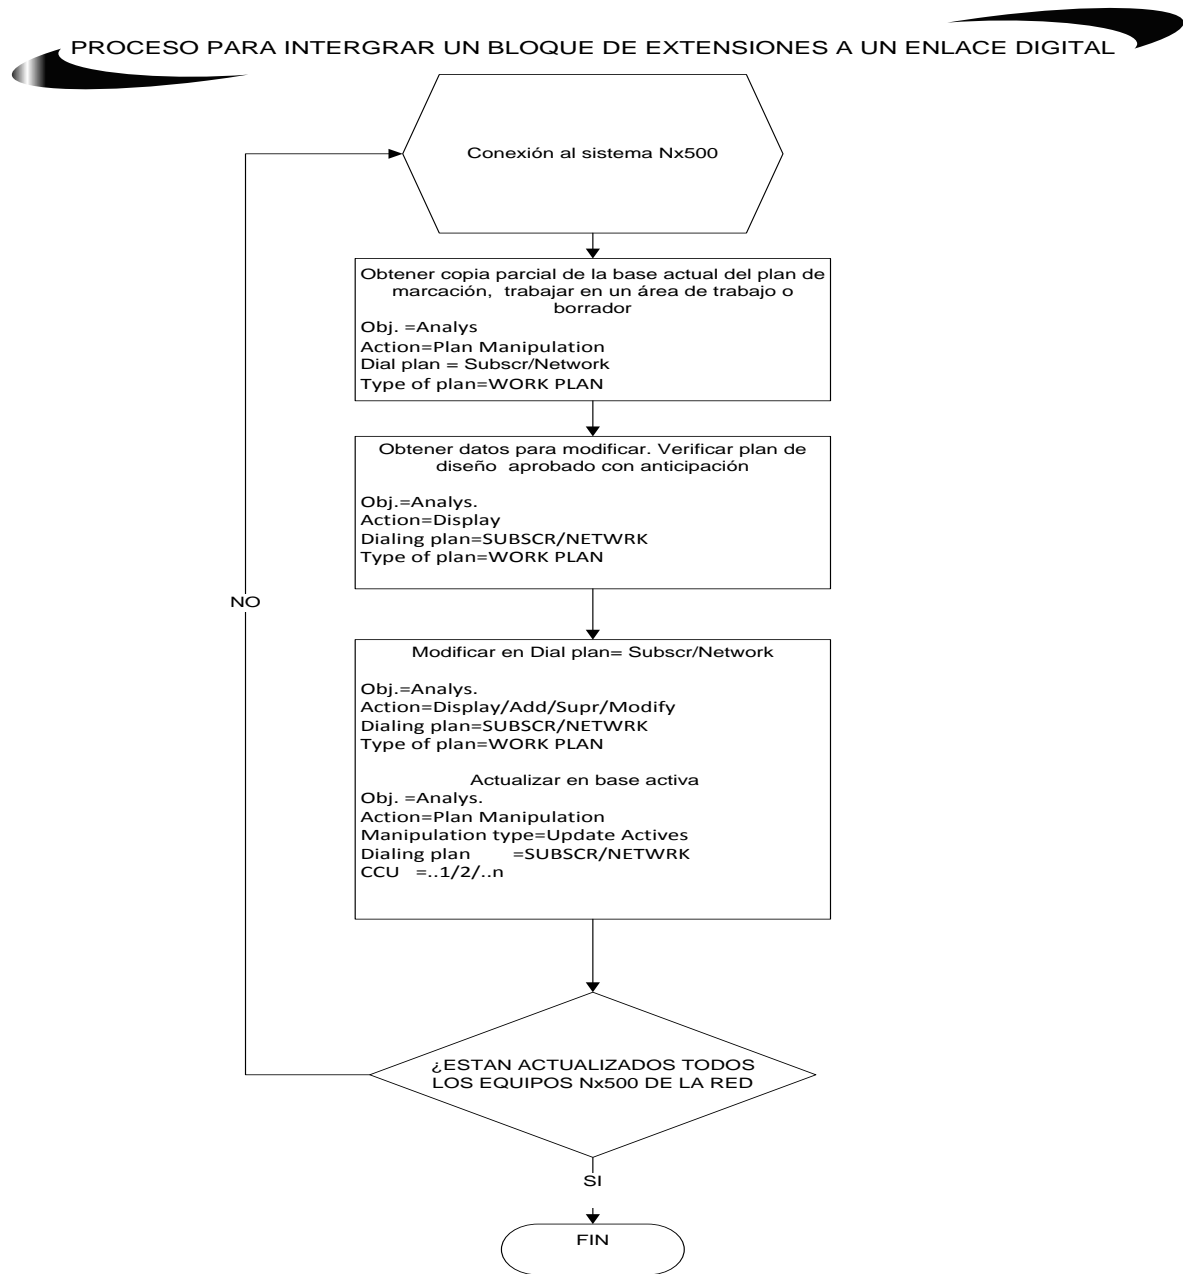 PROCESO PARA INTERGRAR UN BLOQUE DE EXTENSIONES A UN ENLACE DIGITAL
Conexión al sistema Nx500
Obtener copia parcial de la base actual del plan de
marcación, trabajar en un área de trabajo o
borrador
Obj. =Analys
Action=Plan Manipulation
Dial plan = Subscr/Network
Type of plan=WORK PLAN
Obtener datos para modificar. Verificar plan de
diseño aprobado con anticipación
Obj.=Analys.
Action=Display
Dialing plan=SUBSCR/NETWRK
Type of plan=WORK PLAN
NO
Modificar en Dial plan= Subscr/Network
Obj.=Analys.
Action=Display/Add/Supr/Modify
Dialing plan=SUBSCR/NETWRK
Type of plan=WORK PLAN
Actualizar en base activa
Obj. =Analys.
Action=Plan Manipulation
Manipulation type=Update Actives
Dialing plan =SUBSCR/NETWRK
CCU =..1/2/..n
¿ESTAN ACTUALIZADOS TODOS
LOS EQUIPOS Nx500 DE LA RED
SI
FIN